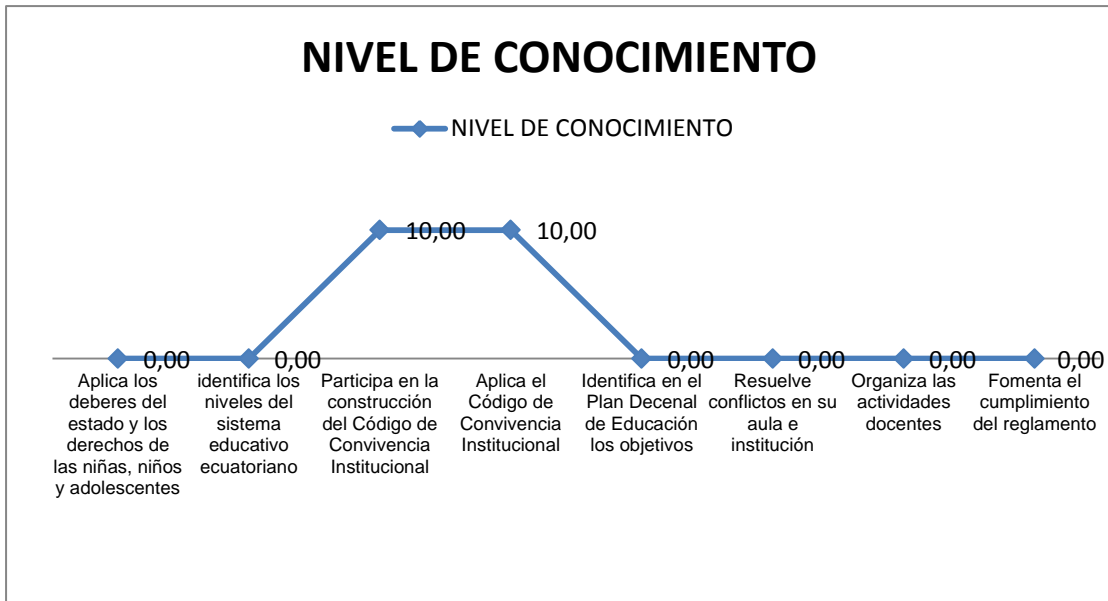 NIVEL DE CONOCIMIENTO
NIVEL DE CONOCIMIENTO
10,00
10,00
0,00
0,00
0,00
0,00
0,00
0,00
Aplica los
deberes del
estado y los
derechos de
las niñas, niños
y adolescentes
identifica los
niveles del
sistema
educativo
ecuatoriano
Participa en la
construcción
del Código de
Convivencia
Institucional
Aplica el
Código de
Convivencia
Institucional
Identifica en el
Plan Decenal
de Educación
los objetivos
Resuelve
conflictos en su
aula e
institución
Organiza las
actividades
docentes
Fomenta el
cumplimiento
del reglamento